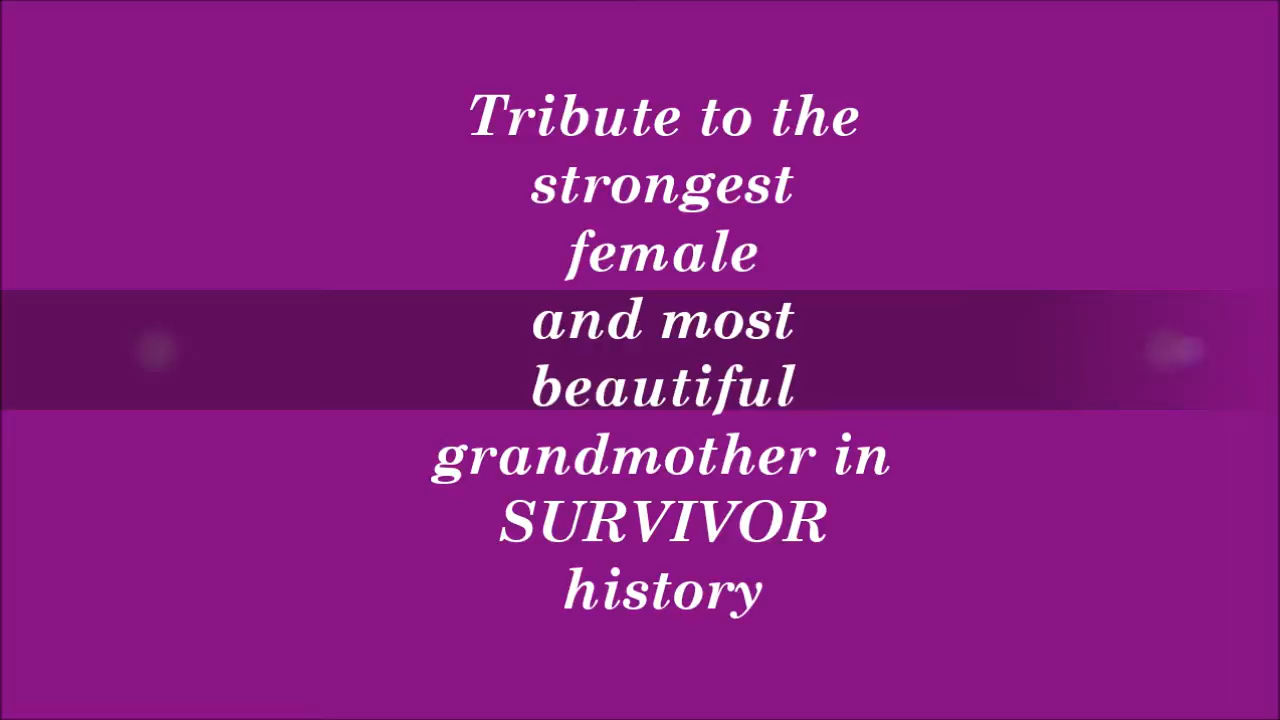 Tribute to the
strongest
female
and most
beautiful
grandmother in
SURVIVOR
history